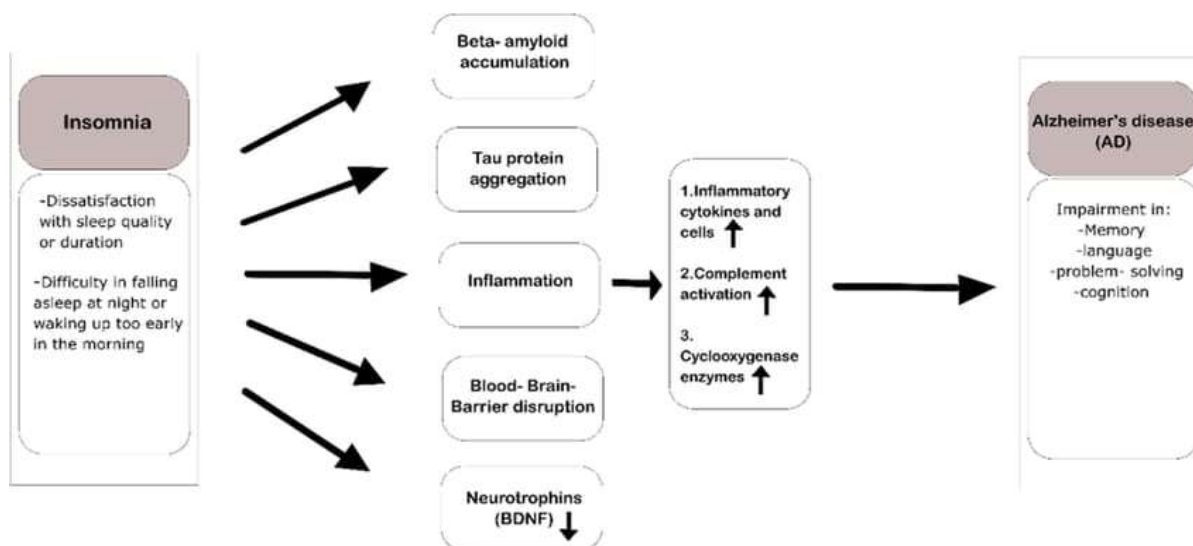 Insomnia
-Dissatisfaction
with sleep quality
or duration
-Difficulty in falling
asleep at night or
waking up too early
in the morning
Beta- amyloid
accumulation
Tau protein
aggregation
Inflammation
Blood- Brain-
Barrier disruption
Neurotrophins
(BDNF) ↓
1.Inflammatory
cytokines and
cells ↑
2.Complement
activation ↑
3.
Cyclooxygenase
enzymes ↑
Alzheimer's disease
(AD)
Impairment in:
-Memory
-language
-problem- solving
-cognition